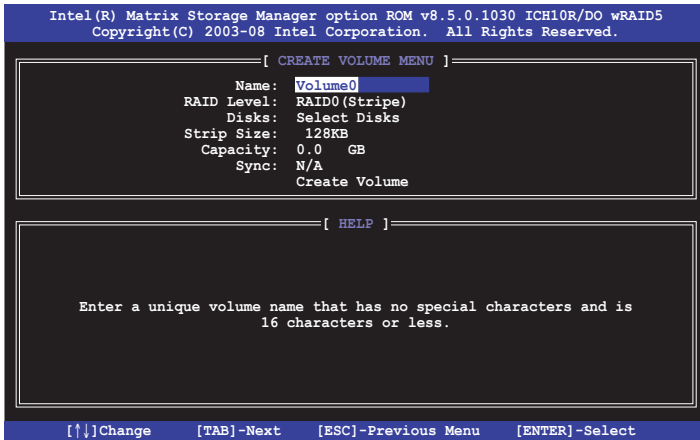 Intel(R) Matrix Storage Manager option ROM v8.5.0.1030 ICH10R/DO wRAID5
Copyright(C) 2003-08 Intel Corporation. All Rights Reserved.
[ CREATE VOLUME MENU ]
Name: Volume0
RAID Level: RAID0(Stripe)
Disks: Select Disks
Strip Size: 128KB
Capacity: 0.0 GB
Sync: N/A
Create Volume
[ HELP ]
Enter a unique volume name that has no special characters and is
16 characters or less.
[↑↓]Change [TAB]-Next [ESC]-Previous Menu [ENTER]-Select